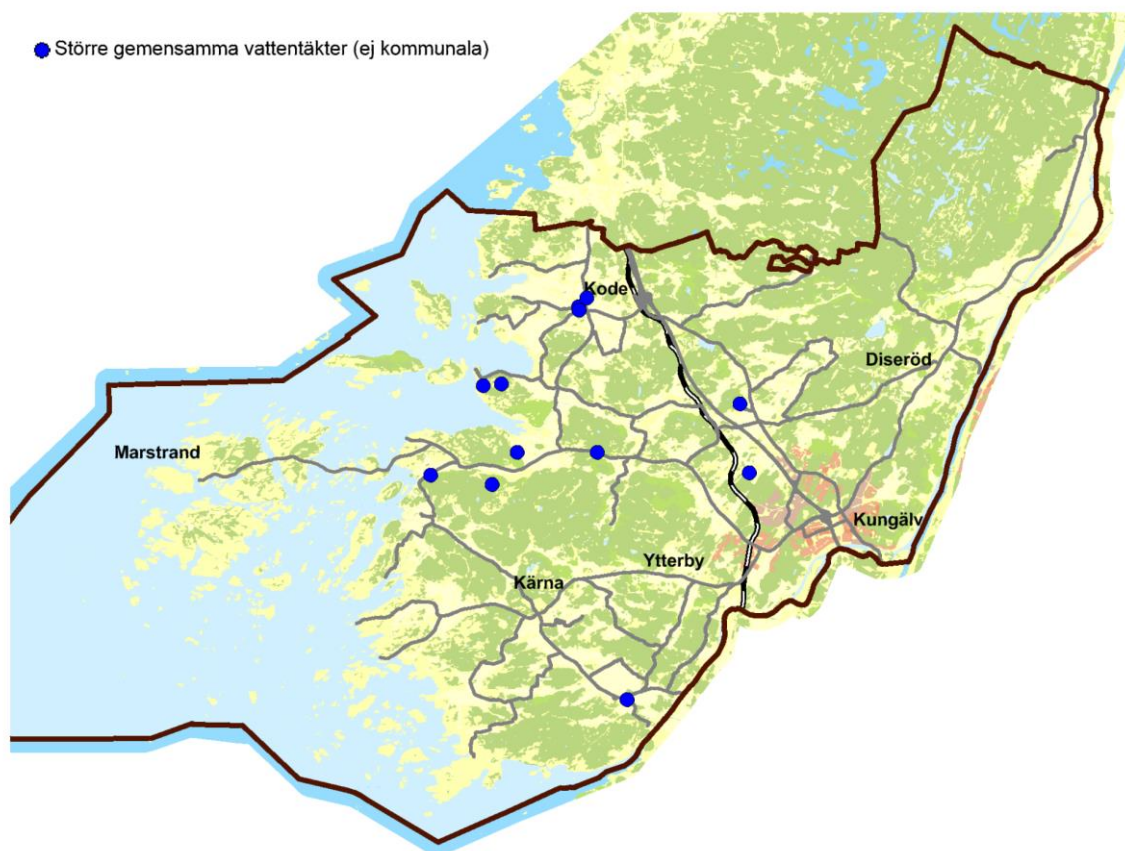 Större gemensamma vattentäkter (ej kommunala)
Kode
Diseröd
Marstrand
Kungälv
Ytterby
Kärna